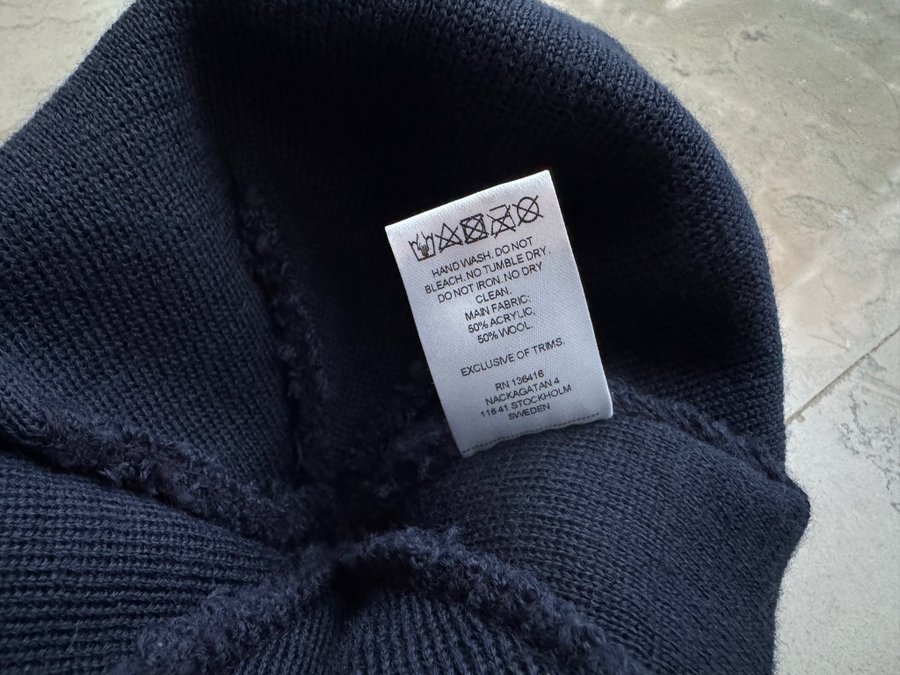 HAND WASH. DO NOT
BLEACH. NO TUMBLE DRY.
DO NOT IRON. NO DRY
CLEAN.
MAIN FABRIC:
50% ACRYLIC,
50% WOOL.
EXCLUSIVE OF TRIMS.
RN 136416
NACKAGATAN 4
116 41 STOCKHOLM
SWEDEN